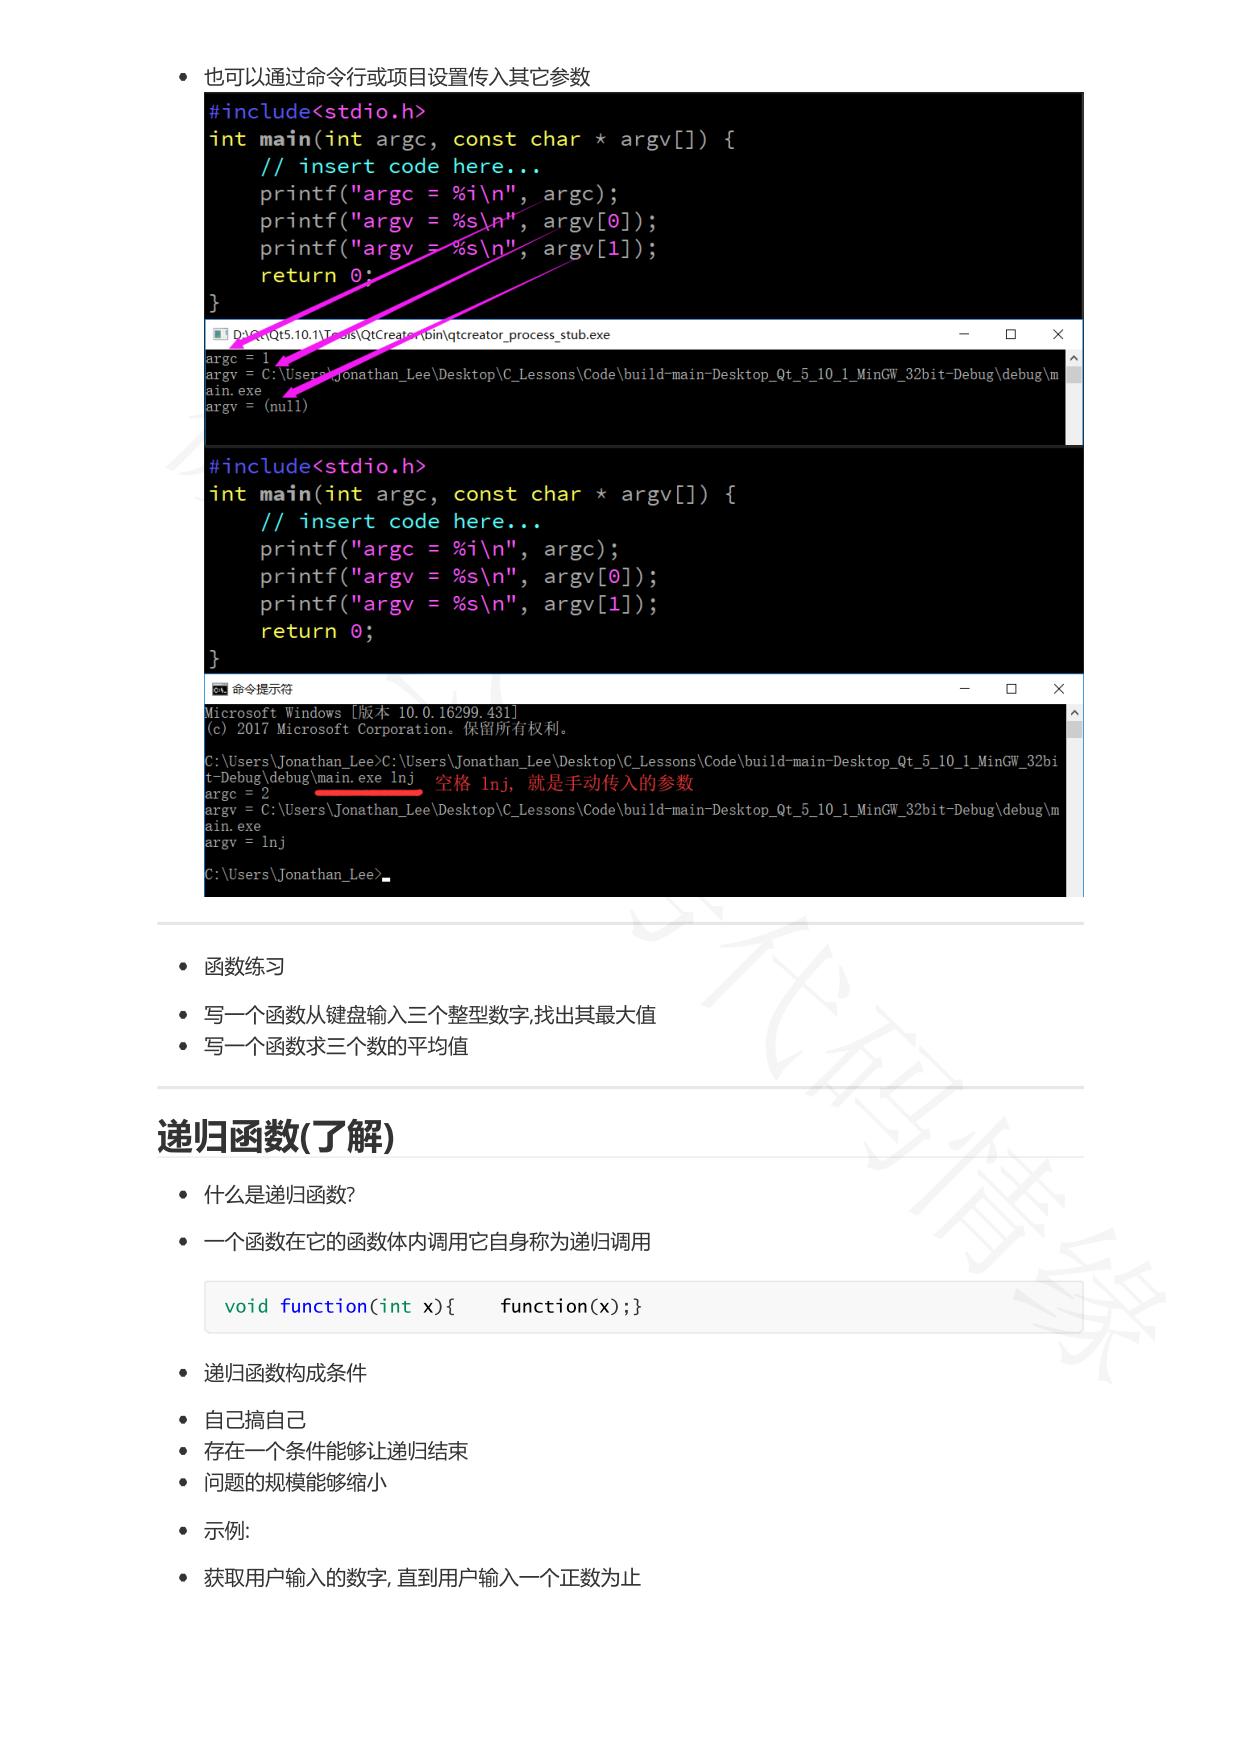 也可以通过命令行或项目设置传入其它参数
#include<stdio.h>
int main(int argc, const char * argv[]) {
// insert code here...
printf("argc = %i\n", argc);
printf("argv = %s\n", argv[0]);
printf("argv = %s\n", argv[1]);
return 0;
}
D:\Qt\Qt5.10.1\Tools\QtCreator\bin\qtcreator_process_stub.exe
argc = 1
argv = C:\Users\Jonathan_Lee\Desktop\C_Lessons\Code\build-main-Desktop_Qt_5_10_1_MinGW_32bit-Debug\debug\m
ain.exe
argv = (null)
#include<stdio.h>
int main(int argc, const char * argv[]) {
// insert code here...
printf("argc = %i\n", argc);
printf("argv = %s\n", argv[0]);
printf("argv = %s\n", argv[1]);
return 0;
}
命令提示符
Microsoft Windows [版本 10.0.16299.431]
(c) 2017 Microsoft Corporation。保留所有权利。
C:\Users\Jonathan_Lee>C:\Users\Jonathan_Lee\Desktop\C_Lessons\Code\build-main-Desktop_Qt_5_10_1_MinGW_32bi
t-Debug\debug\main.exe lnj 空格 lnj, 就是手动传入的参数
argc = 2
argv = C:\Users\Jonathan_Lee\Desktop\C_Lessons\Code\build-main-Desktop_Qt_5_10_1_MinGW_32bit-Debug\debug\m
ain.exe
argv = lnj
C:\Users\Jonathan_Lee>
函数练习
写一个函数从键盘输入三个整型数字,找出其最大值
写一个函数求三个数的平均值
递归函数(了解)
什么是递归函数?
一个函数在它的函数体内调用它自身称为递归调用
void function(int x){ function(x);}
递归函数构成条件
自己搞自己
存在一个条件能够让递归结束
问题的规模能够缩小
示例:
获取用户输入的数字, 直到用户输入一个正数为止
代码情缘